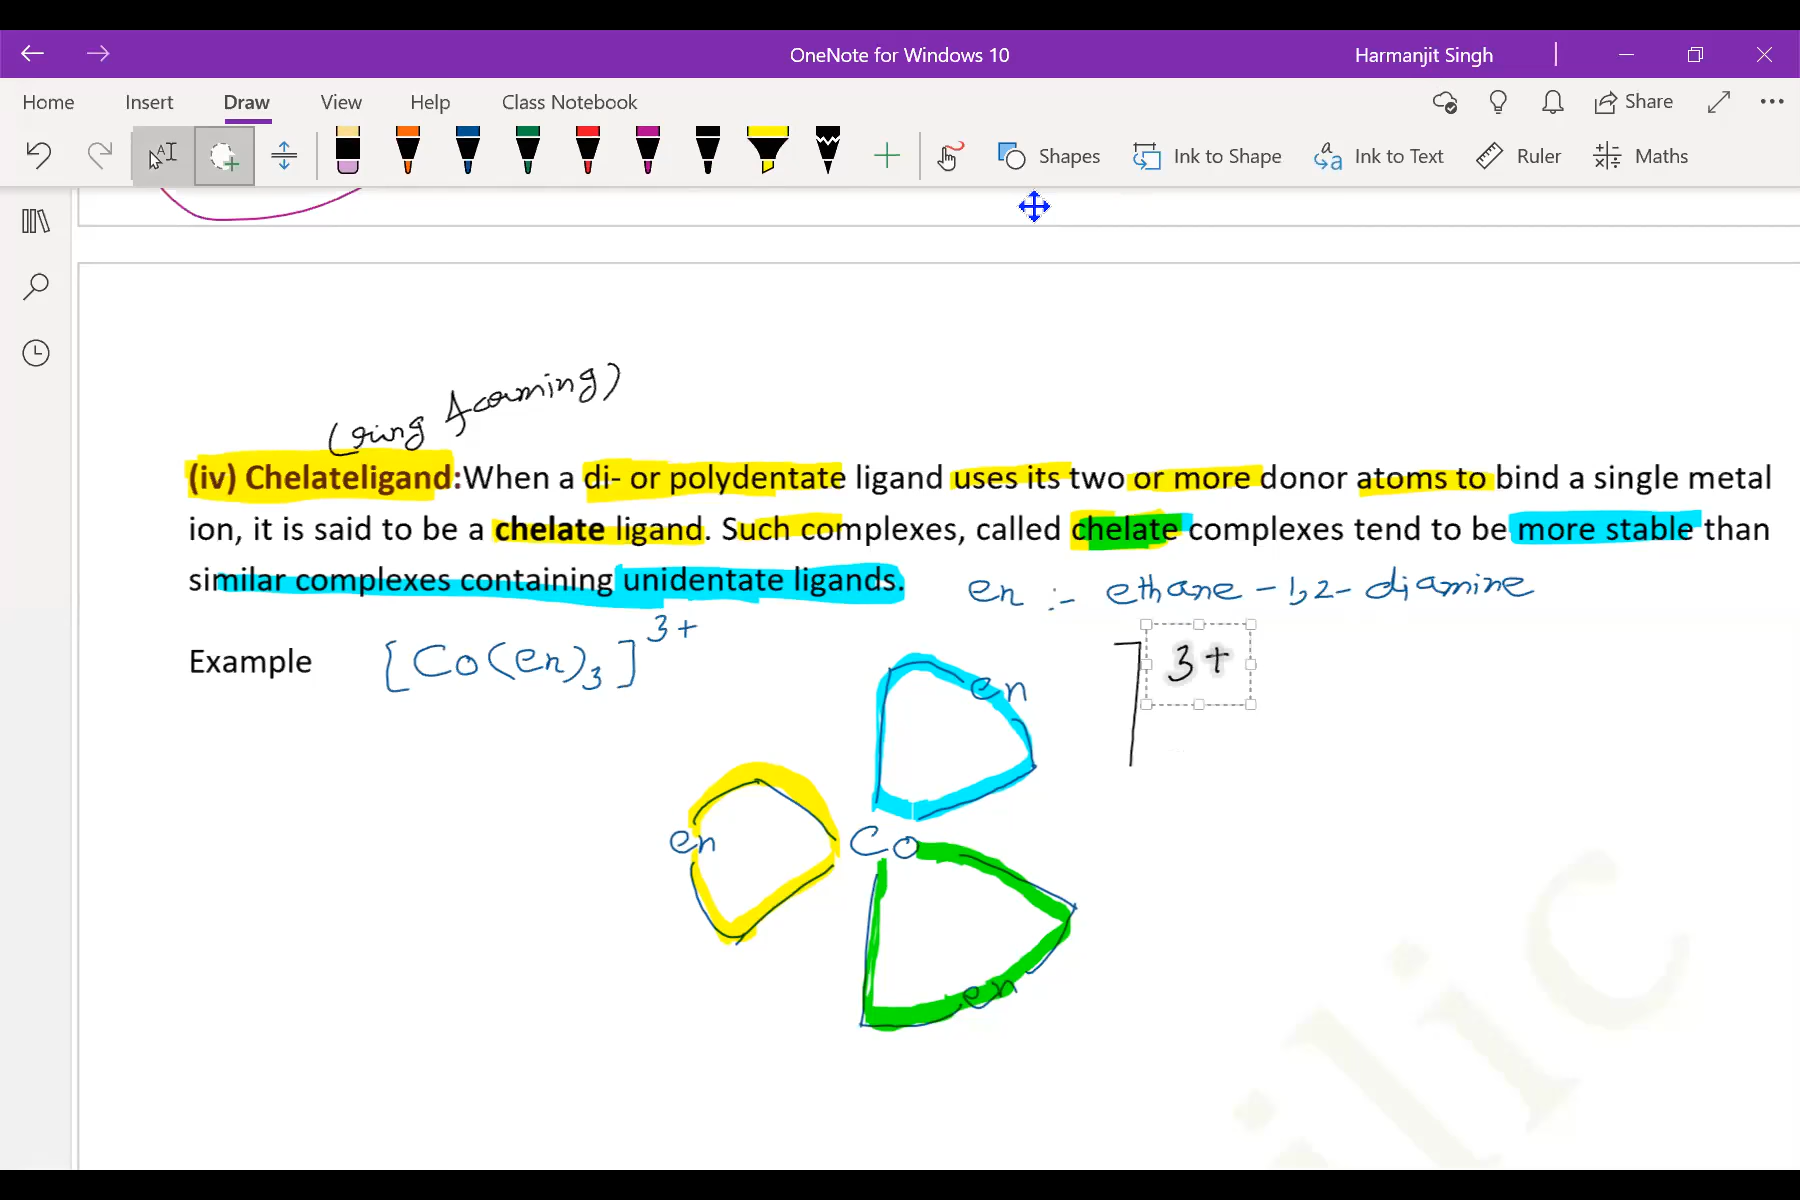 OneNote for Windows 10 Harmanjit Singh
Home Insert Draw View Help Class Notebook Share
Shapes Ink to Shape Ink to Text Ruler Maths
(ring forming)
(iv) Chelateligand:When a di- or polydentate ligand uses its two or more donor atoms to bind a single metal
ion, it is said to be a chelate ligand. Such complexes, called chelate complexes tend to be more stable than
similar complexes containing unidentate ligands.
en :- ethane-1,2-diamine
Example [Co(en)3]3+
3+
en
en Co
en
ilic